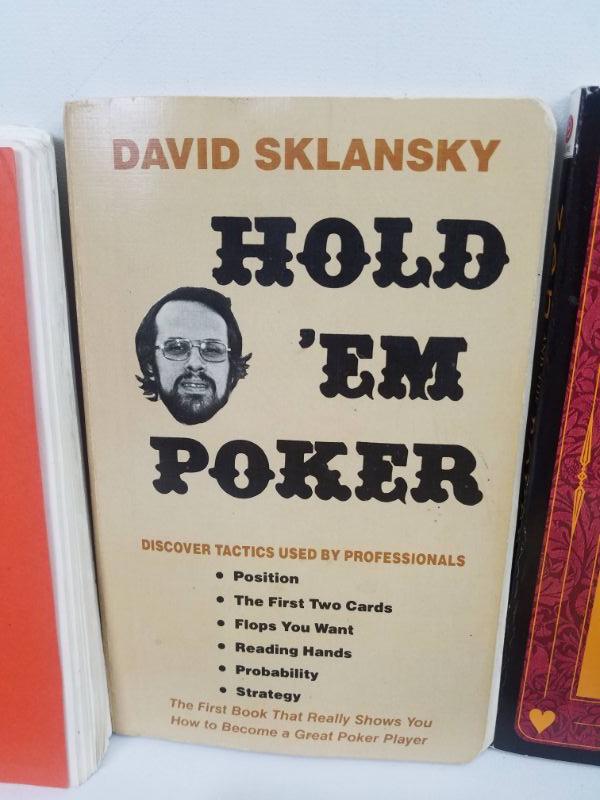 DAVID SKLANSKY
HOLD
'EM
POKER
DISCOVER TACTICS USED BY PROFESSIONALS
• Position
• The First Two Cards
• Flops You Want
• Reading Hands
• Probability
• Strategy
The First Book That Really Shows You
How to Become a Great Poker Player